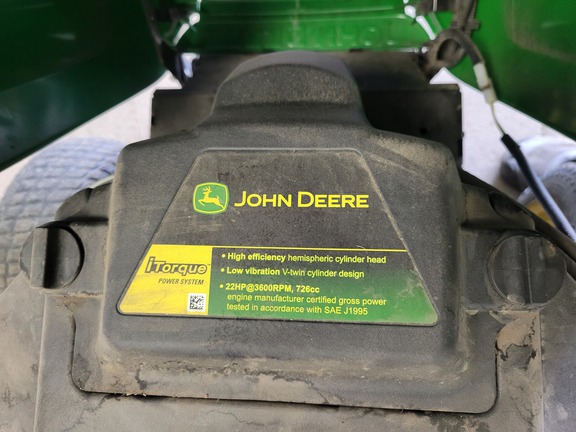 JOHN DEERE
iTorque
POWER SYSTEM
• High efficiency hemispheric cylinder head
• Low vibration V-twin cylinder design
• 22HP@3600RPM, 726cc
engine manufacturer certified gross power
tested in accordance with SAE J1995